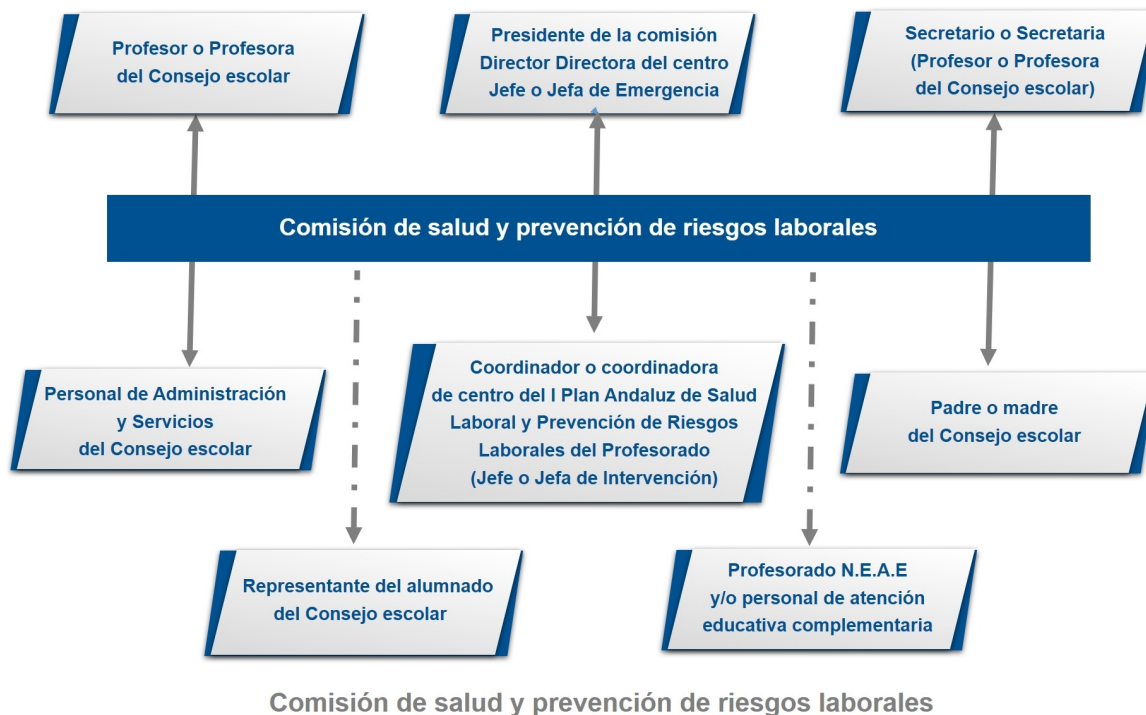 Profesor o Profesora
del Consejo escolar
Presidente de la comisión
Director Directora del centro
Jefe o Jefa de Emergencia
Secretario o Secretaria
(Profesor o Profesora
del Consejo escolar)
Comisión de salud y prevención de riesgos laborales
Personal de Administración
y Servicios
del Consejo escolar
Coordinador o coordinadora
de centro del I Plan Andaluz de Salud
Laboral y Prevención de Riesgos
Laborales del Profesorado
(Jefe o Jefa de Intervención)
Padre o madre
del Consejo escolar
Representante del alumnado
del Consejo escolar
Profesorado N.E.A.E
y/o personal de atención
educativa complementaria
Comisión de salud y prevención de riesgos laborales